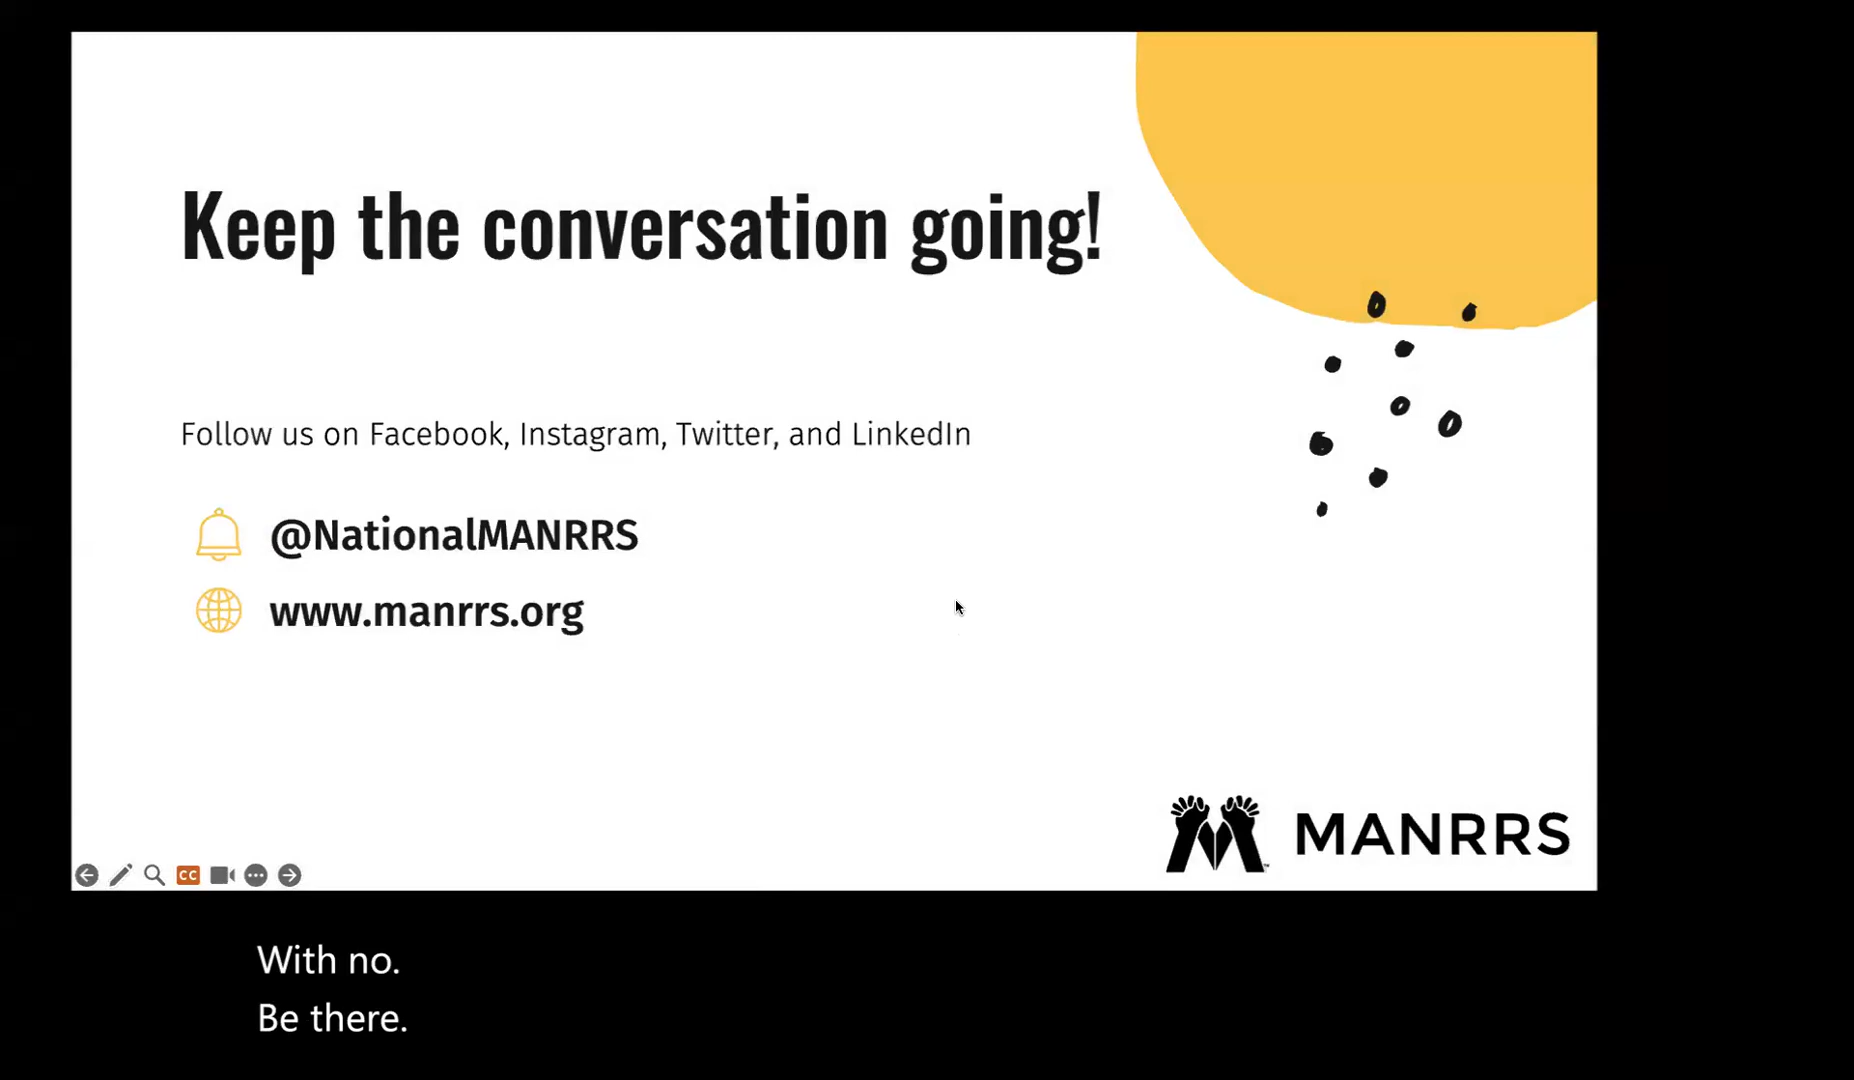 Keep the conversation going!
Follow us on Facebook, Instagram, Twitter, and LinkedIn
@NationalMANRRS
www.manrrs.org
MANRRS
CC
With no.
Be there.